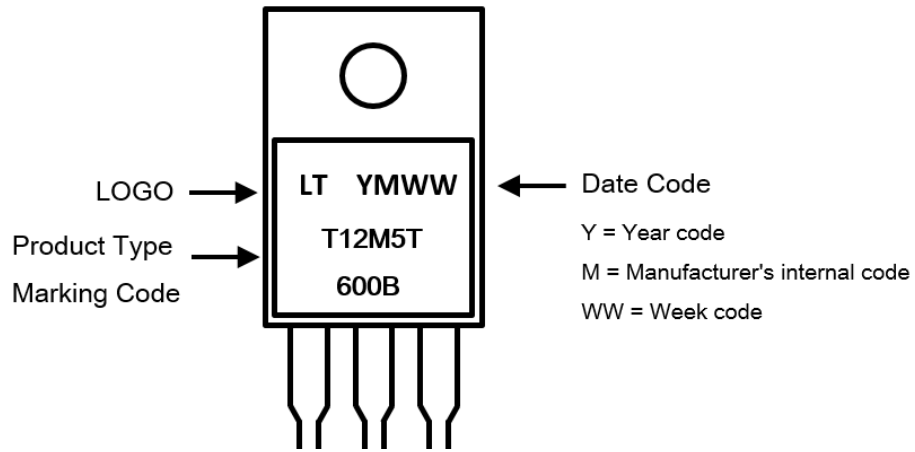 LOGO
Product Type
Marking Code
LT YMWW
T12M5T
600B
Date Code
Y = Year code
M = Manufacturer's internal code
WW = Week code